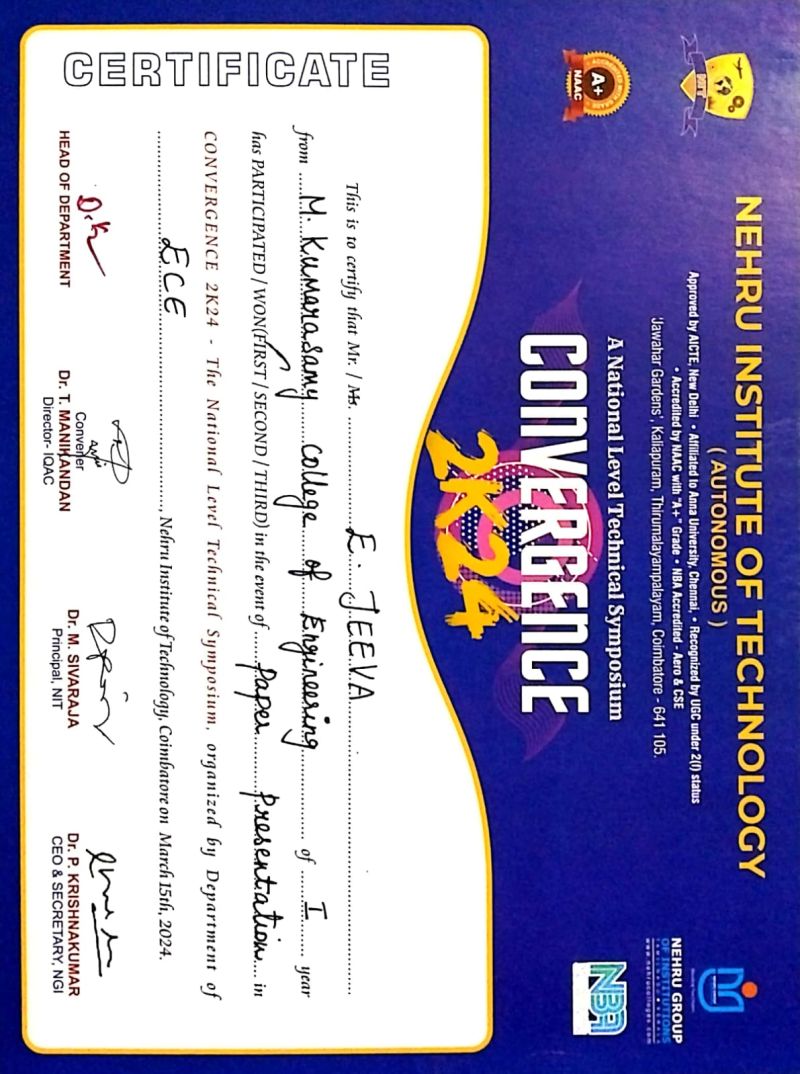 NEHRU INSTITUTE OF TECHNOLOGY
( AUTONOMOUS )
Approved by AICTE, New Delhi • Affiliated to Anna University, Chennai, • Recognized by UGC under 2(f) status
• Accredited by NAAC with "A+" Grade • NBA Accredited - Aero & CSE
'Jawahar Gardens', Kaliapuram, Thirumalayampalayam, Coimbatore - 641 105.
NIT
NEHRU GROUP
OF INSTITUTIONS
TAMILNADU • KERALA
www.nehrucolleges.com
A+
NAAC
NBA
A National Level Technical Symposium
CONVERGENCE
2K24
CERTIFICATE
This is to certify that Mr. / Ms. E. JEEVA
from M. Kumarasamy College of Engineering of I year
has PARTICIPATED / WON(FIRST / SECOND / THIRD) in the event of paper presentation in
CONVERGENCE 2K24 - The National Level Technical Symposium, organized by Department of
ECE, Nehru Institute of Technology, Coimbatore on March 15th, 2024.
HEAD OF DEPARTMENT
Convener
Dr. T. MANIKANDAN
Director- IQAC
Dr. M. SIVARAJA
Principal, NIT
Dr. P. KRISHNAKUMAR
CEO & SECRETARY, NGI